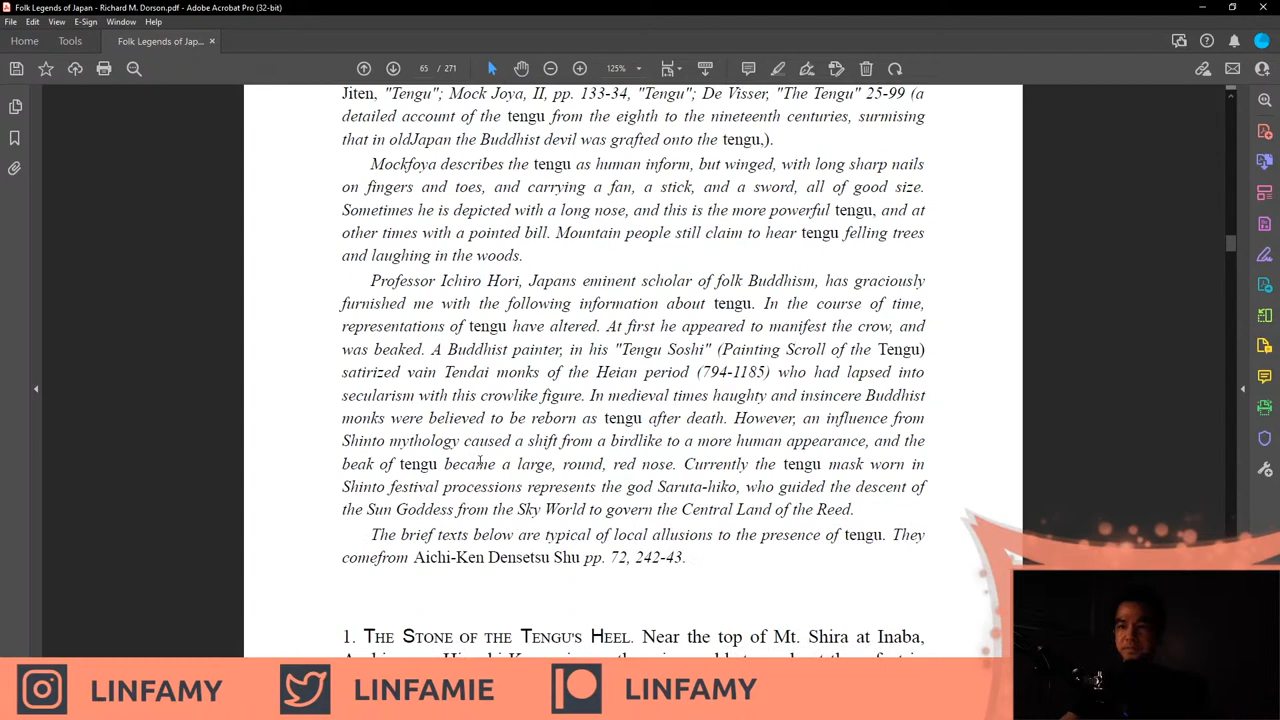 Folk Legends of Japan - Richard M. Dorson.pdf - Adobe Acrobat Pro (32-bit)
File Edit View E-Sign Window Help
Home Tools Folk Legends of Jap... ×
65 / 271 125%
Jiten, "Tengu"; Mock Joya, II, pp. 133-34, "Tengu"; De Visser, "The Tengu" 25-99 (a
detailed account of the tengu from the eighth to the nineteenth centuries, surmising
that in oldJapan the Buddhist devil was grafted onto the tengu,).
Mockfoya describes the tengu as human inform, but winged, with long sharp nails
on fingers and toes, and carrying a fan, a stick, and a sword, all of good size.
Sometimes he is depicted with a long nose, and this is the more powerful tengu, and at
other times with a pointed bill. Mountain people still claim to hear tengu felling trees
and laughing in the woods.
Professor Ichiro Hori, Japans eminent scholar of folk Buddhism, has graciously
furnished me with the following information about tengu. In the course of time,
representations of tengu have altered. At first he appeared to manifest the crow, and
was beaked. A Buddhist painter, in his "Tengu Soshi" (Painting Scroll of the Tengu)
satirized vain Tendai monks of the Heian period (794-1185) who had lapsed into
secularism with this crowlike figure. In medieval times haughty and insincere Buddhist
monks were believed to be reborn as tengu after death. However, an influence from
Shinto mythology caused a shift from a birdlike to a more human appearance, and the
beak of tengu became a large, round, red nose. Currently the tengu mask worn in
Shinto festival processions represents the god Saruta-hiko, who guided the descent of
the Sun Goddess from the Sky World to govern the Central Land of the Reed.
The brief texts below are typical of local allusions to the presence of tengu. They
comefrom Aichi-Ken Densetsu Shu pp. 72, 242-43.
1. THE STONE OF THE TENGU'S HEEL. Near the top of Mt. Shira at Inaba,
LINFAMY LINFAMIE LINFAMY